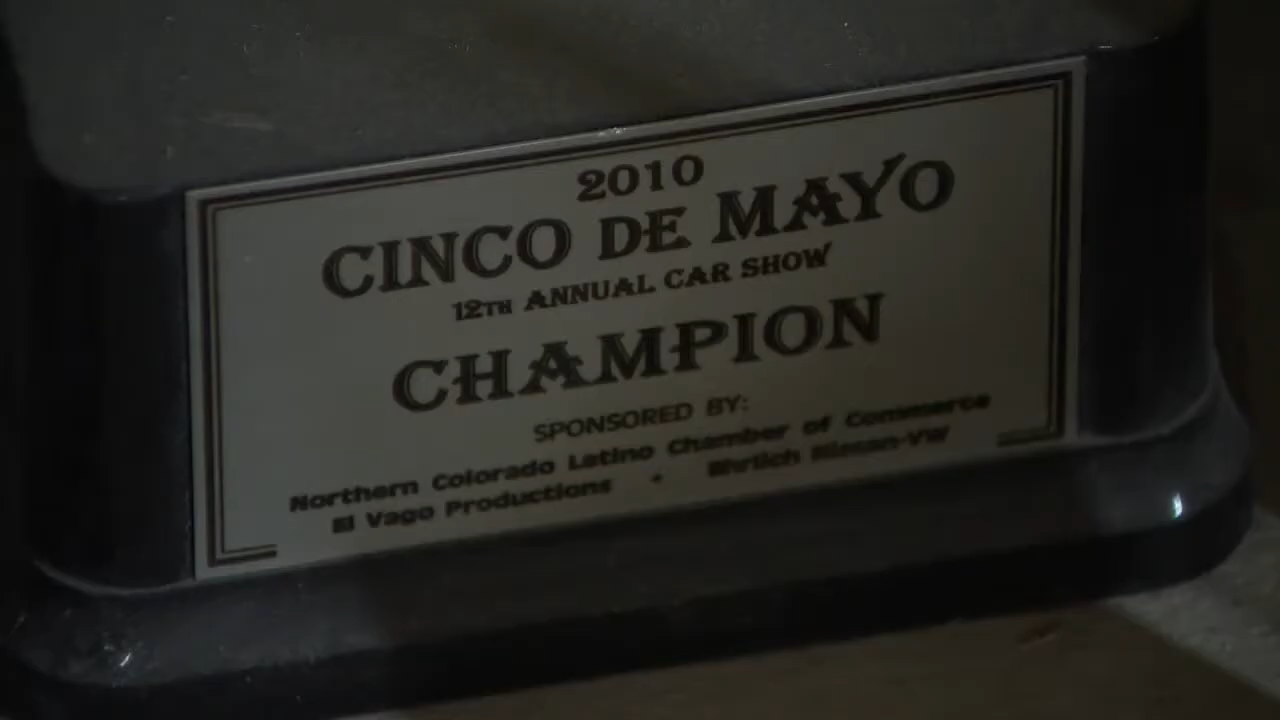 2010
CINCO DE MAYO
12TH ANNUAL CAR SHOW
CHAMPION
SPONSORED BY:
Northern Colorado Latino Chamber of Commerce
El Vago Productions • Ehrlich Nissan-VW